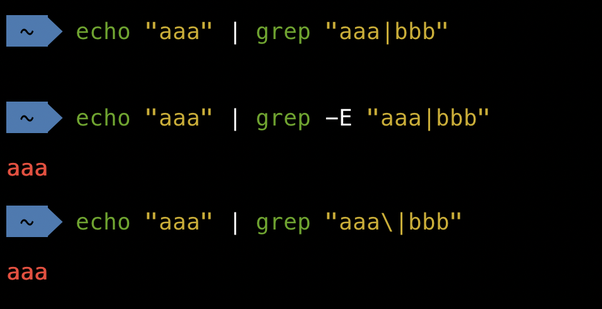 ~ echo "aaa" | grep "aaa|bbb"
~ echo "aaa" | grep -E "aaa|bbb"
aaa
~ echo "aaa" | grep "aaa\|bbb"
aaa